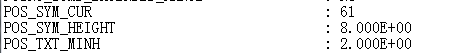 POS_SYM_CUR : 61
POS_SYM_HEIGHT : 8.000E+00
POS_TXT_MINH : 2.000E+00